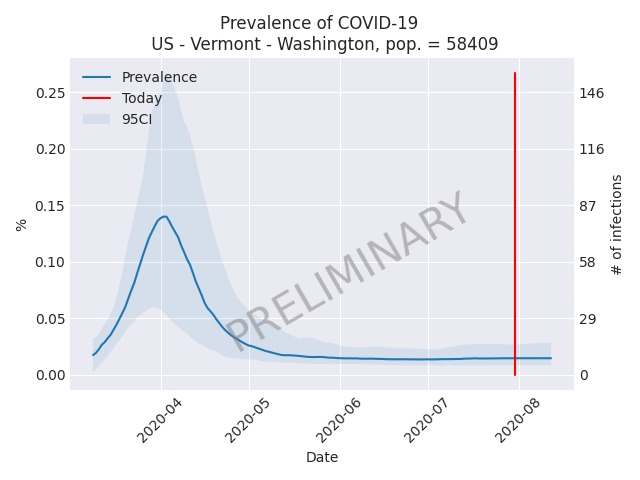 Prevalence of COVID-19
US - Vermont - Washington, pop. = 58409
Prevalence
Today
95CI
0.25
0.20
0.15
0.10
0.05
0.00
%
146
116
87
58
29
0
# of infections
PRELIMINARY
2020-04
2020-05
2020-06
2020-07
2020-08
Date